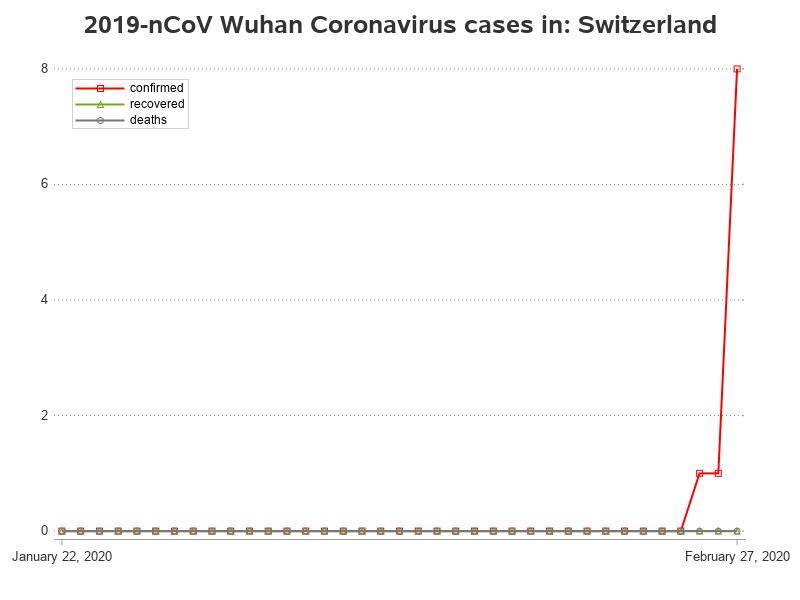 2019-nCoV Wuhan Coronavirus cases in: Switzerland
8
confirmed
recovered
deaths
6
4
2
0
January 22, 2020
February 27, 2020